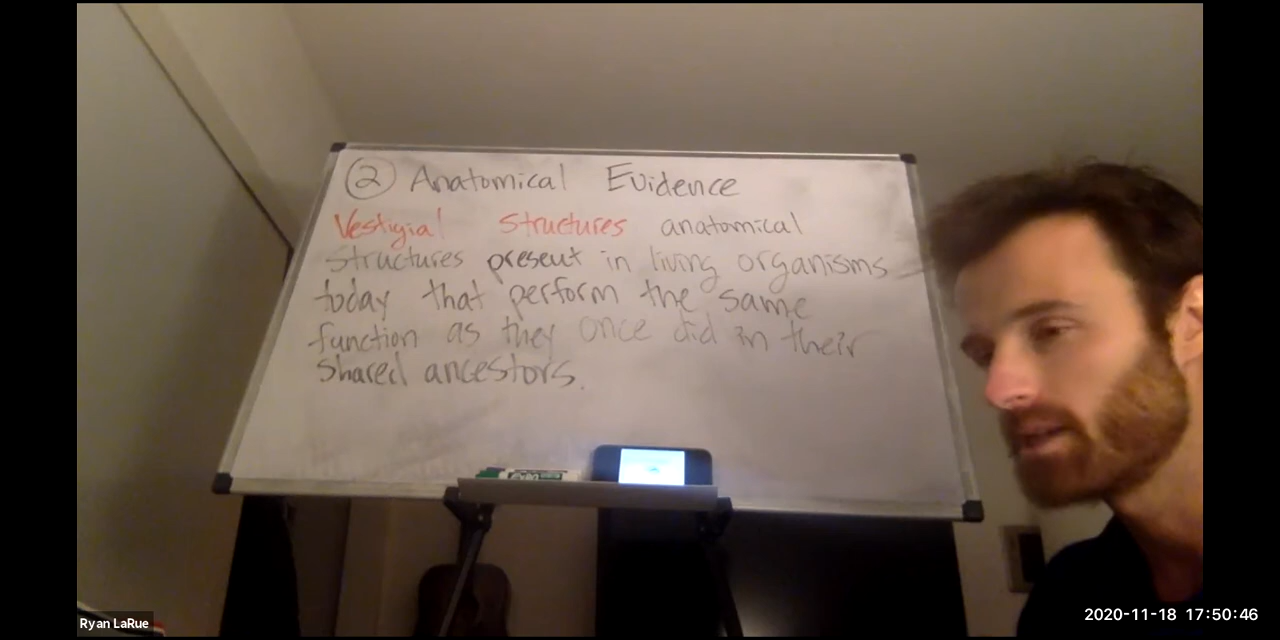 ② Anatomical Evidence
Vestigial Structures anatomical
structures present in living organisms
today that perform the same
function as they once did in their
shared ancestors.
Ryan LaRue
2020-11-18 17:50:46